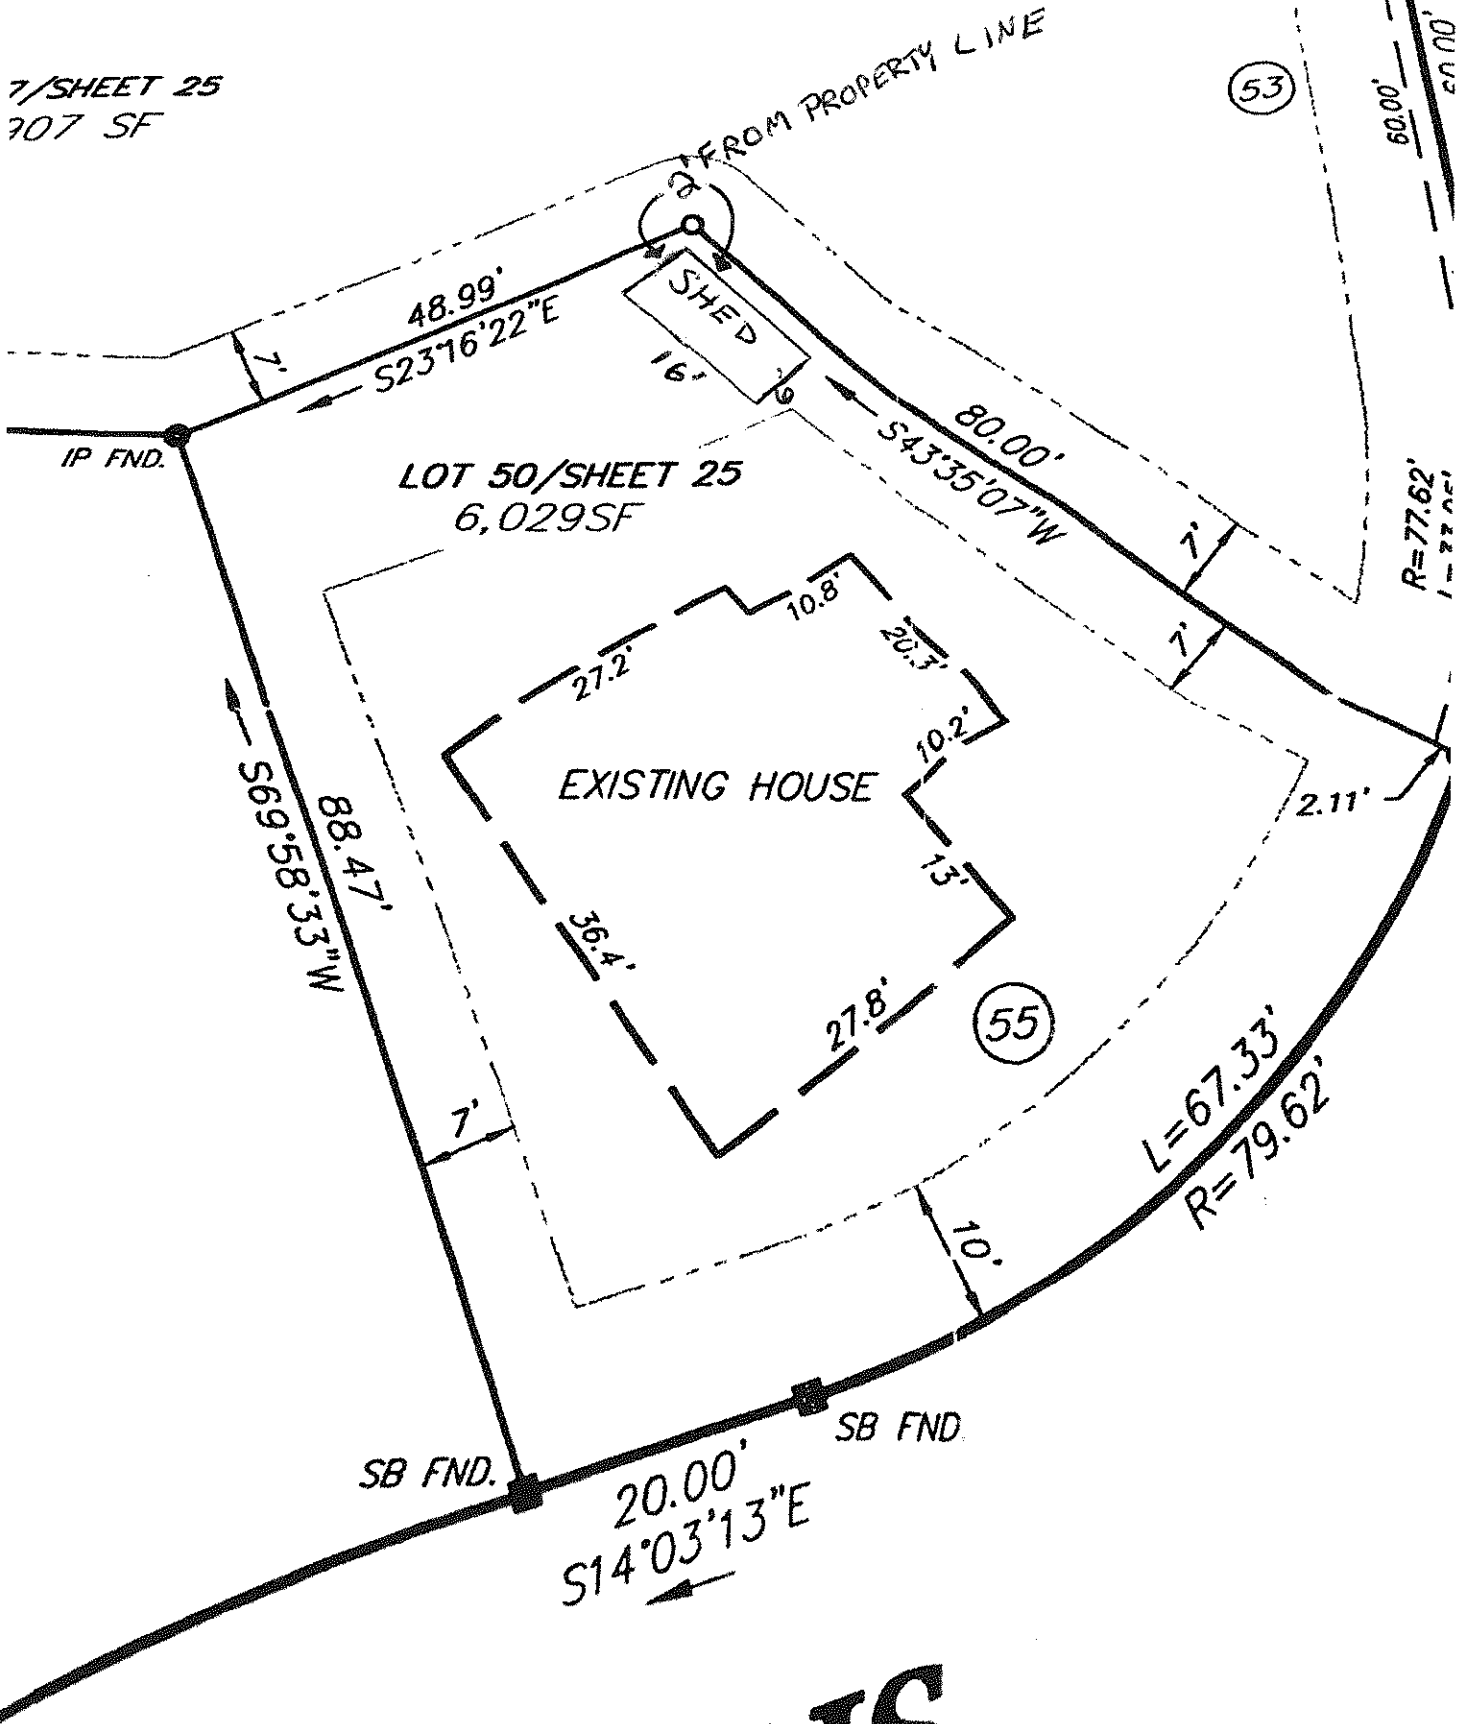 7/SHEET 25
907 SF
2' FROM PROPERTY LINE
53
60.00'
60.00'
48.99'
S23°16'22"E
7'
SHED
16'
IP FND.
LOT 50/SHEET 25
6,029SF
80.00'
S43°35'07"W
7'
7'
R=77.62'
10.8'
20.3'
27.2'
10.2'
EXISTING HOUSE
2.11'
13'
S69°58'33"W
88.47'
36.4'
27.8'
55
L=67.33'
R=79.62'
7'
10'
SB FND
SB FND.
20.00'
S14°03'13"E